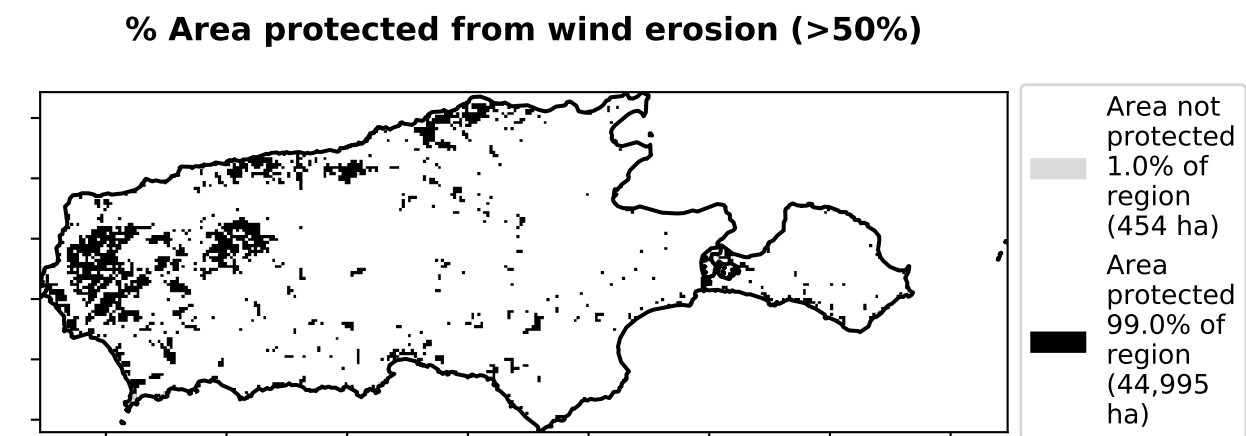 % Area protected from wind erosion (>50%)
Area not
protected
1.0% of
region
(454 ha)
Area
protected
99.0% of
region
(44,995
ha)